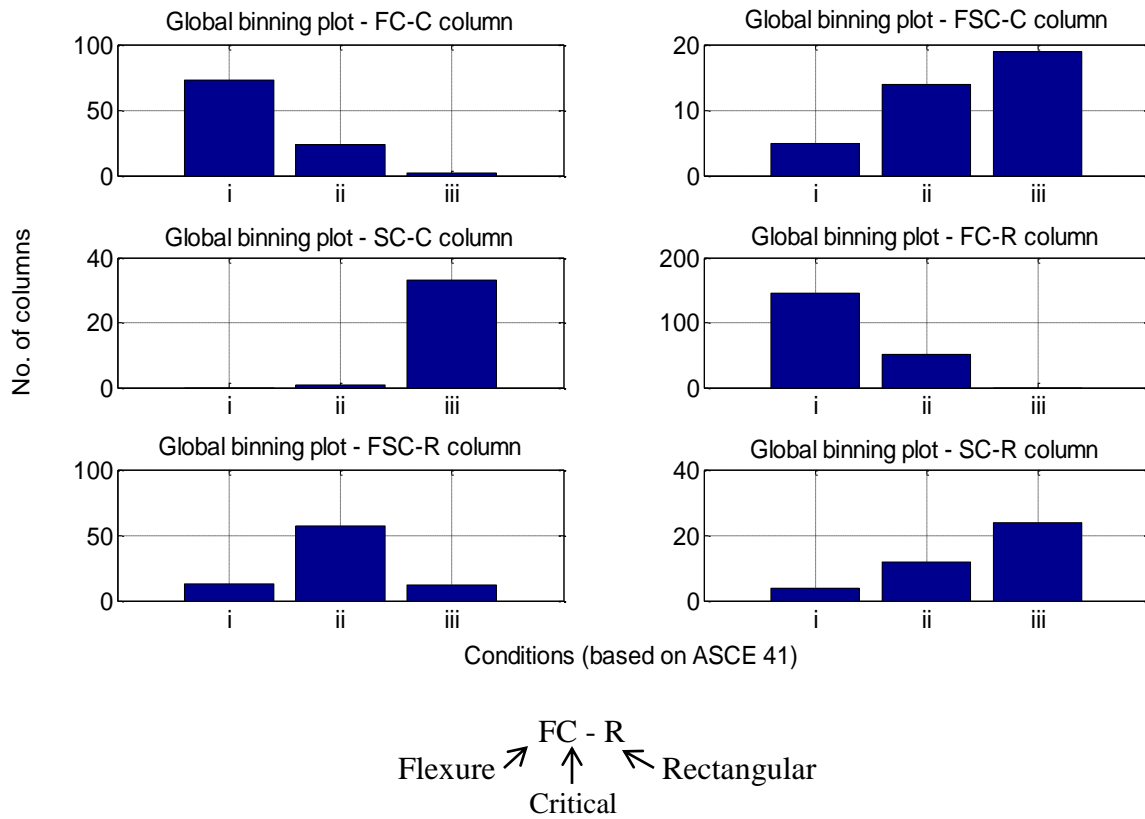 Global binning plot - FC-C column
100
50
0
i ii iii
Global binning plot - FSC-C column
20
10
0
i ii iii
No. of columns
Global binning plot - SC-C column
40
20
0
i ii iii
Global binning plot - FC-R column
200
100
0
i ii iii
Global binning plot - FSC-R column
100
50
0
i ii iii
Global binning plot - SC-R column
40
20
0
i ii iii
Conditions (based on ASCE 41)
FC - R
Flexure Rectangular
Critical